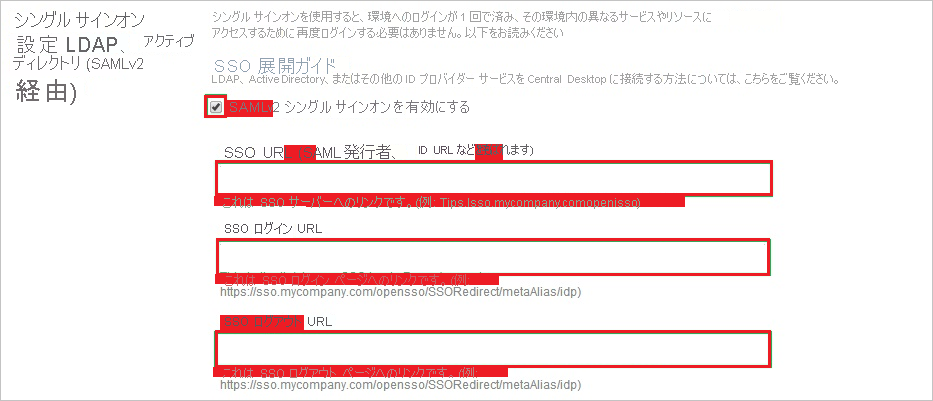 シングル サインオン
設定 LDAP、 アクティブ
ディレクトリ (SAMLv2
経由)
シングル サインオンを使用すると、環境へのログインが 1 回で済み、その環境内の異なるサービスやリソースに
アクセスするために 再度ログインする必要はありません。以下をお読みください
SSO 展開ガイド
LDAP、Active Directory、またはその他の ID プロバイダー サービスを Central Desktop に接続する方法については、こちらをご覧ください。
SAMLv2 シングル サインオンを有効にする
SSO UR AML 発行者、 ID URL など れます)
これは SSO サーバーへのリンクです。(例: Tips lsso.mycompany.comopenisso)
SSO ログイン URL
これは SSO ログイン ページへのリンクです。(例:
https://sso.mycompany.com/opensso/SSORedirect/metaAlias/idp)
URL
これは SSO ログアウト ページへのリンクです。(例:
https://sso.mycompany.com/opensso/SSORedirect/metaAlias/idp)